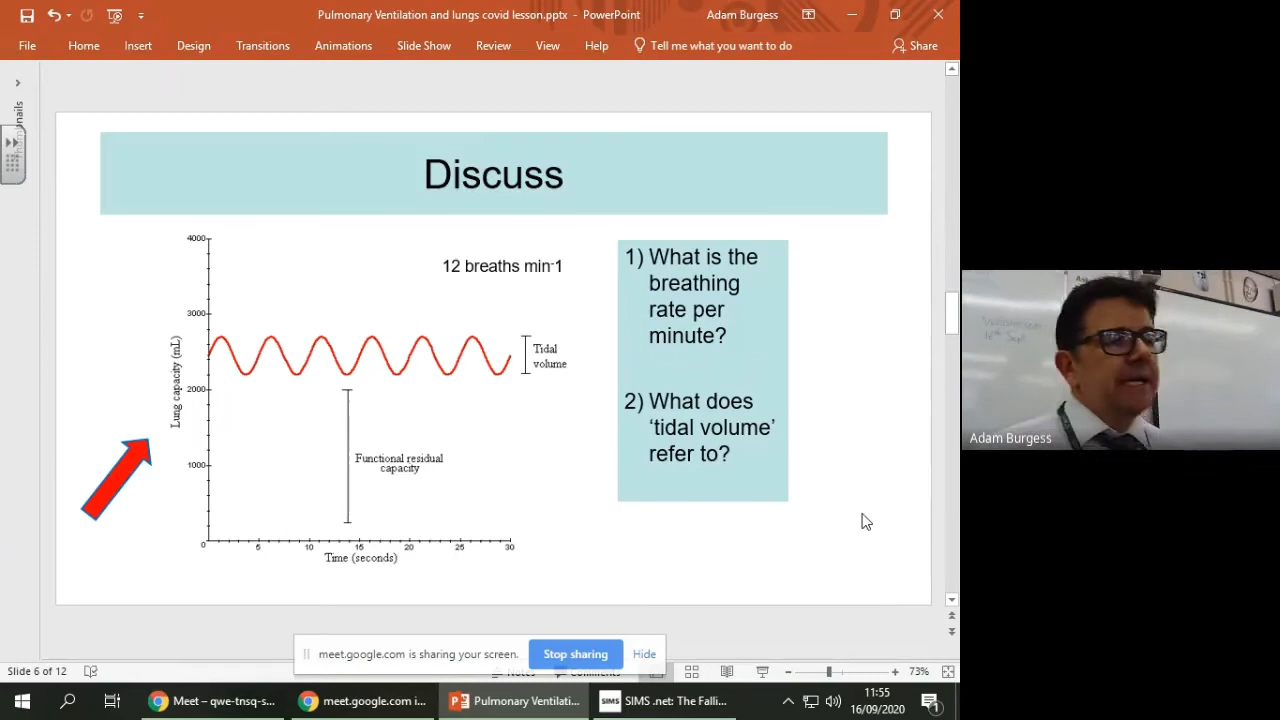 Pulmonary Ventilation and lungs covid lesson.pptx - PowerPoint
Adam Burgess
File Home Insert Design Transitions Animations Slide Show Review View Help Tell me what you want to do Share
Discuss
4000
3000
2000
1000
0
5 10 15 20 25 30
Lung capacity (mL)
Time (seconds)
12 breaths min-1
Tidal
volume
Functional residual
capacity
1) What is the
breathing
rate per
minute?
2) What does
‘tidal volume’
refer to?
Adam Burgess
meet.google.com is sharing your screen. Stop sharing Hide
Slide 6 of 12
Notes
Comments
73%
Meet – qwe-tnsq-s...
meet.google.com i...
Pulmonary Ventilati...
SIMS
SIMS .net: The Falli...
11:55
16/09/2020
1